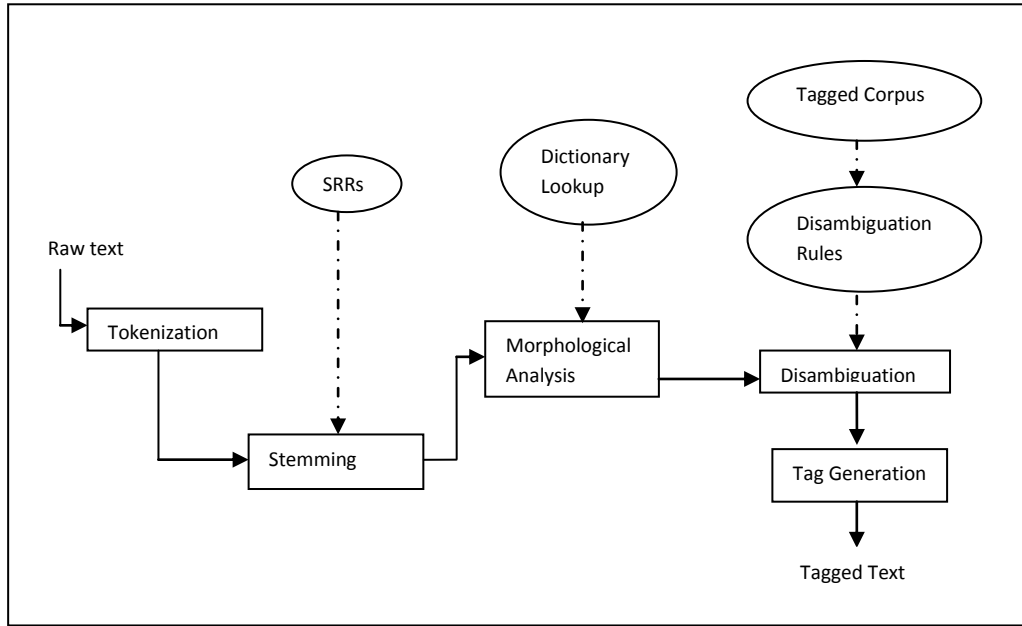 Tagged Corpus
Dictionary
Lookup
SRRs
Disambiguation
Rules
Raw text
Tokenization
Morphological
Analysis
Disambiguation
Stemming
Tag Generation
Tagged Text